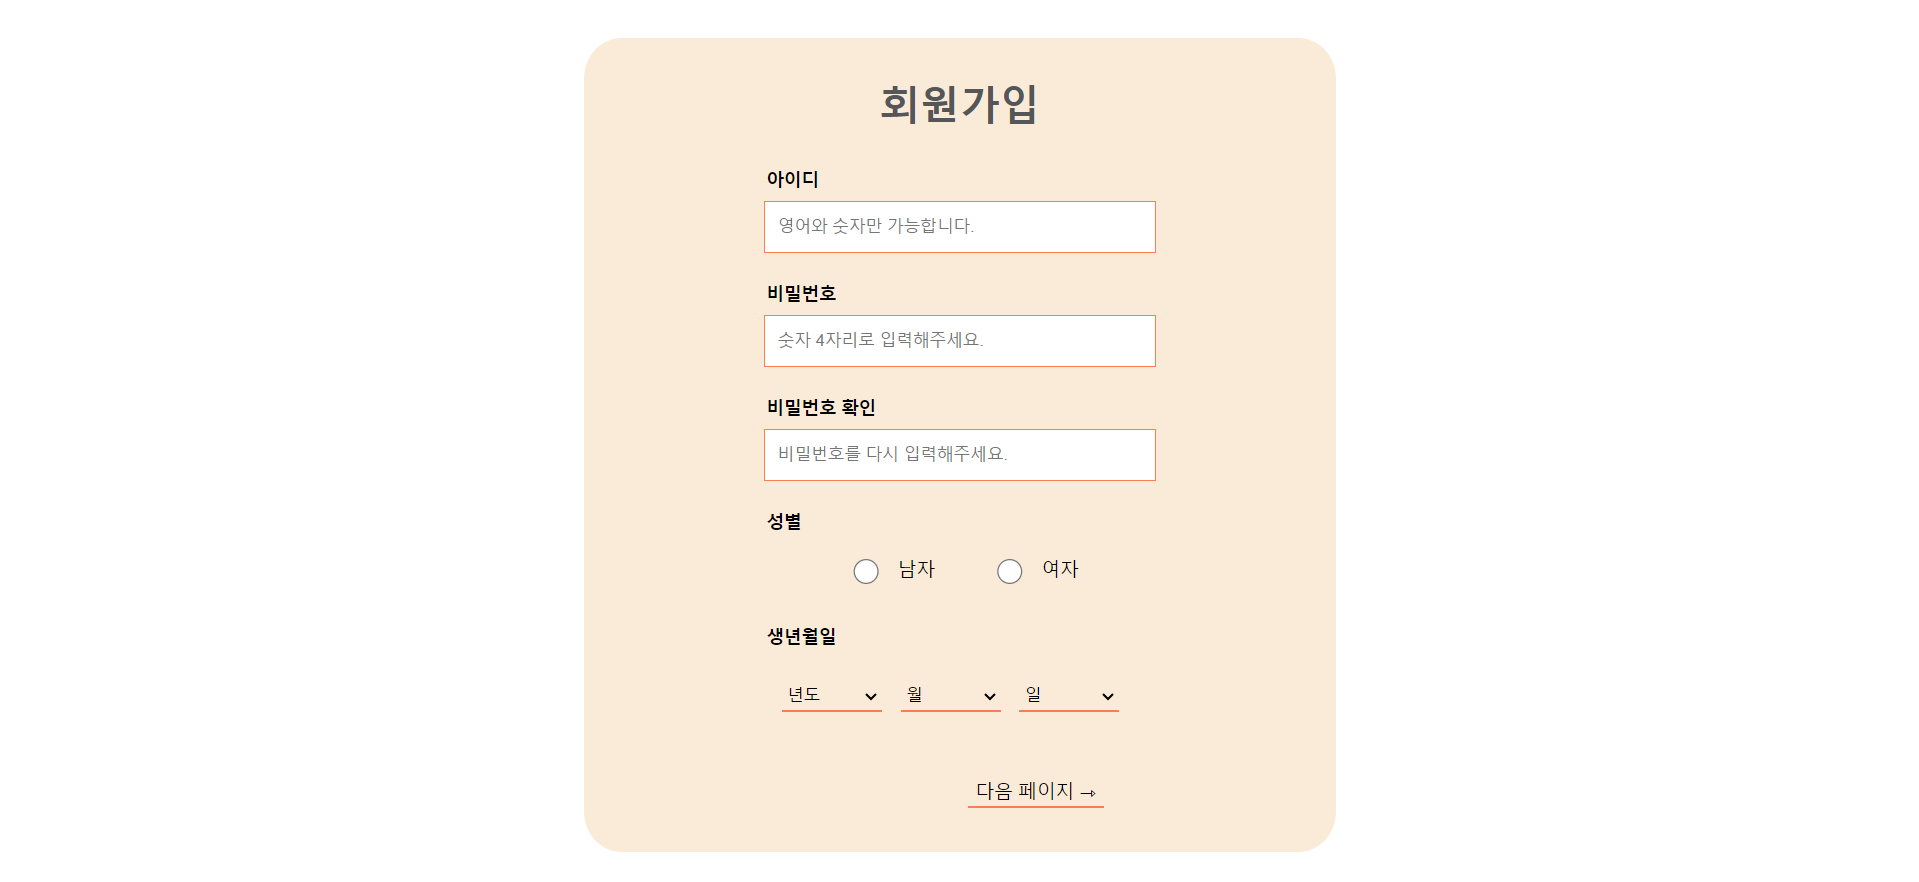 회원가입
아이디
영어와 숫자만 가능합니다.
비밀번호
숫자 4자리로 입력해주세요.
비밀번호 확인
비밀번호를 다시 입력해주세요.
성별
남자 여자
생년월일
년도 월 일
다음 페이지 →